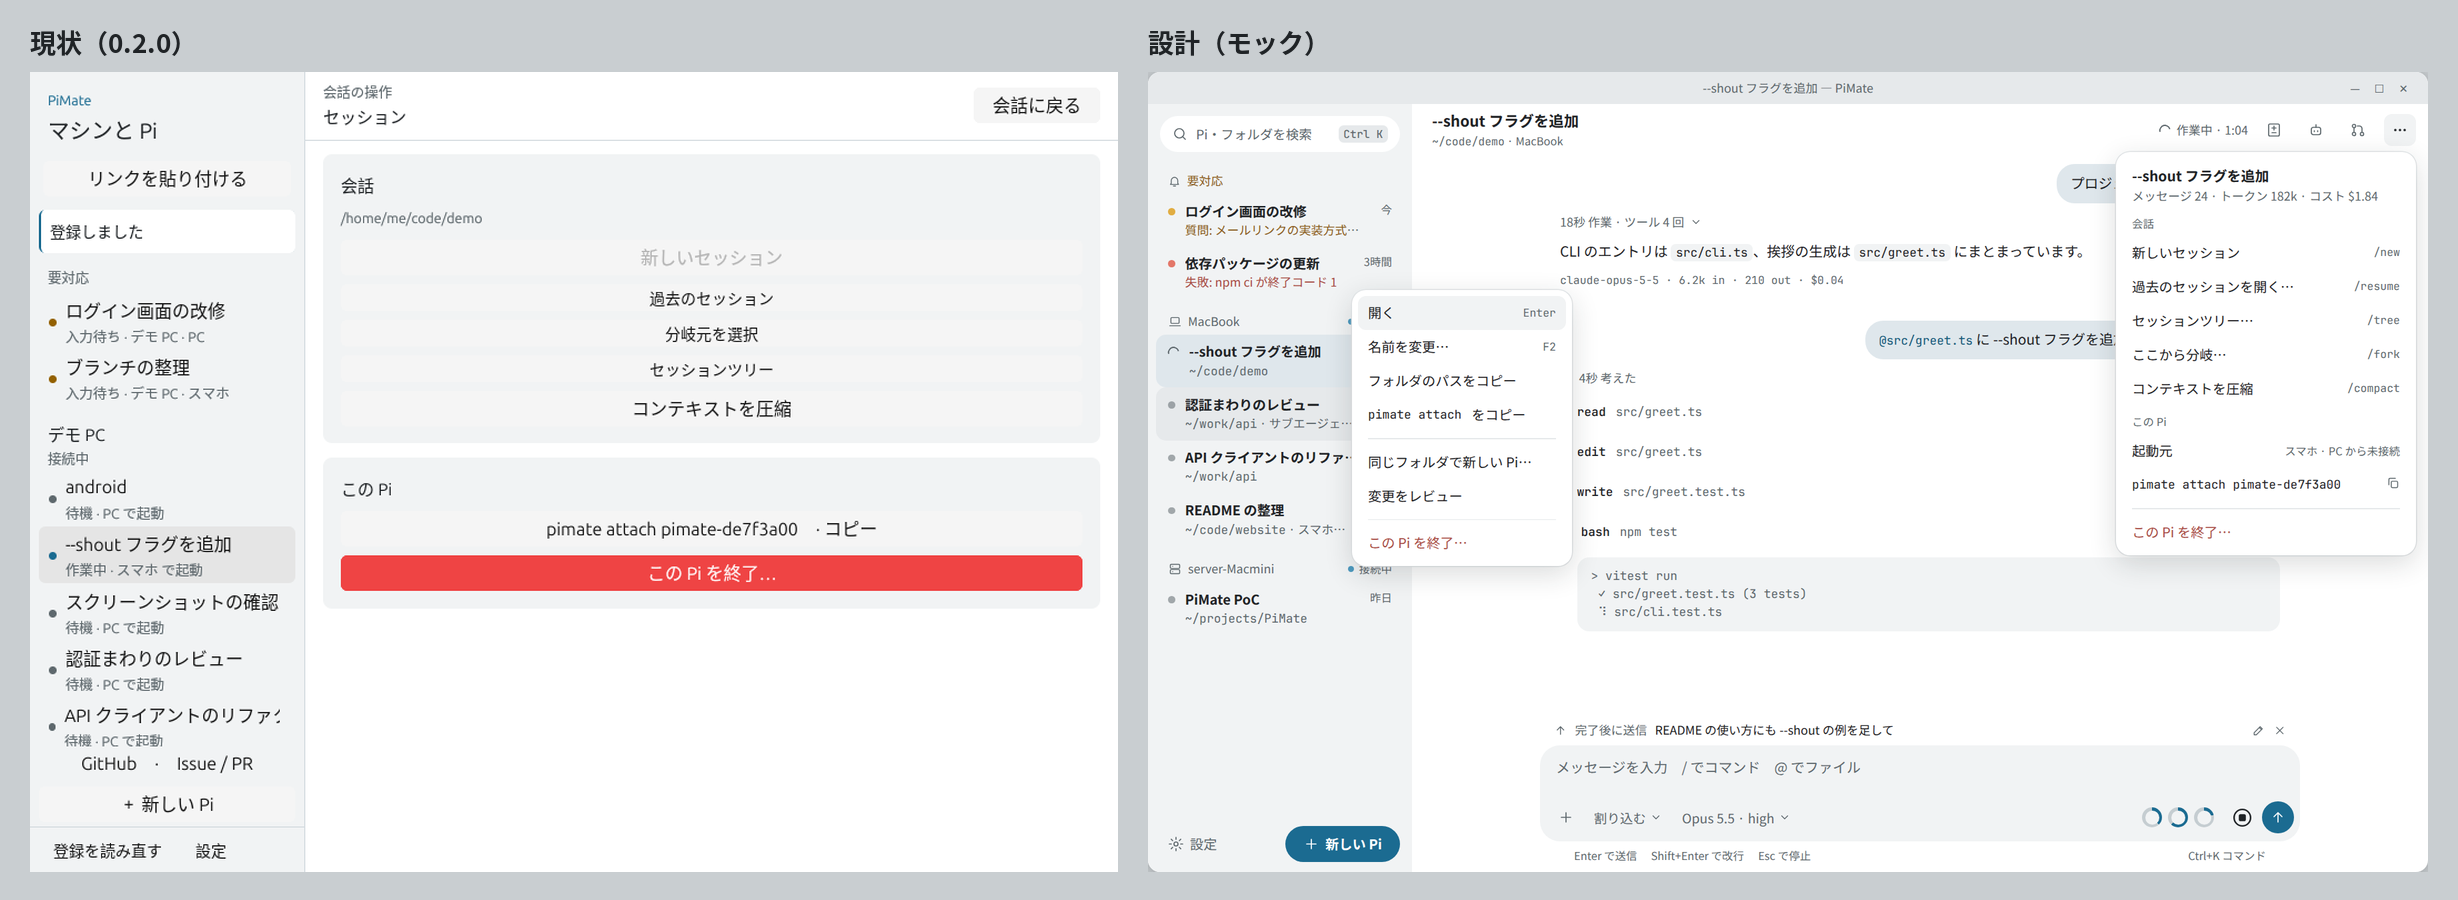 現状（0.2.0）
PiMate
マシンと Pi
リンクを貼り付ける
登録しました
要対応
ログイン画面の改修
入力待ち · デモ PC · PC
ブランチの整理
入力待ち · デモ PC · スマホ
デモ PC
接続中
android
待機 · PC で起動
--shout フラグを追加
作業中 · スマホ で起動
スクリーンショットの確認
待機 · PC で起動
認証まわりのレビュー
待機 · PC で起動
API クライアントのリファク
待機 · PC で起動
GitHub · Issue / PR
+ 新しい Pi
登録を読み直す 設定
会話の操作
セッション
会話に戻る
会話
/home/me/code/demo
新しいセッション
過去のセッション
分岐元を選択
セッションツリー
コンテキストを圧縮
この Pi
pimate attach pimate-de7f3a00 · コピー
この Pi を終了…
設計（モック）
--shout フラグを追加 — PiMate
Pi・フォルダを検索 Ctrl K
要対応
ログイン画面の改修 今
質問: メールリンクの実装方式…
依存パッケージの更新 3時間
失敗: npm ci が終了コード 1
MacBook
--shout フラグを追加
~/code/demo
認証まわりのレビュー
~/work/api · サブエージェ…
API クライアントのリファ…
~/work/api
README の整理
~/code/website · スマホ…
server-Macmini 接続中
PiMate PoC 昨日
~/projects/PiMate
設定
+ 新しい Pi
開く Enter
名前を変更… F2
フォルダのパスをコピー
pimate attach をコピー
同じフォルダで新しい Pi…
変更をレビュー
この Pi を終了…
--shout フラグを追加
~/code/demo · MacBook
作業中 · 1:04
プロジ
18秒 作業 · ツール 4 回
CLI のエントリは src/cli.ts、挨拶の生成は src/greet.ts にまとまっています。
claude-opus-5-5 · 6.2k in · 210 out · $0.04
@src/greet.ts に --shout フラグを追
4秒 考えた
read src/greet.ts
edit src/greet.ts
write src/greet.test.ts
bash npm test
> vitest run
✓ src/greet.test.ts (3 tests)
⠹ src/cli.test.ts
--shout フラグを追加
メッセージ 24 · トークン 182k · コスト $1.84
会話
新しいセッション /new
過去のセッションを開く… /resume
セッションツリー… /tree
ここから分岐… /fork
コンテキストを圧縮 /compact
この Pi
起動元 スマホ · PC から未接続
pimate attach pimate-de7f3a00
この Pi を終了…
完了後に送信 README の使い方にも --shout の例を足して
メッセージを入力 / でコマンド @ でファイル
割り込む Opus 5.5 · high
Enter で送信 Shift+Enter で改行 Esc で停止 Ctrl+K コマンド